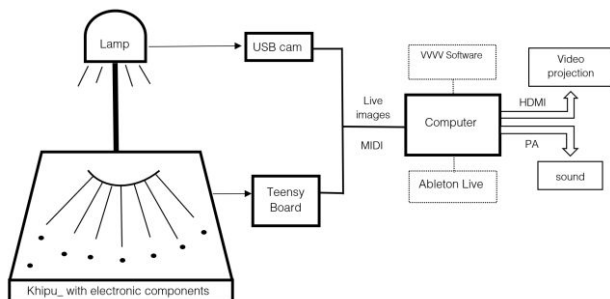 Lamp
USB cam
VVVV Software
Video
projection
Live
images
MIDI
Computer
HDMI
PA
Teensy
Board
Ableton Live
sound
Khipu_ with electronic components